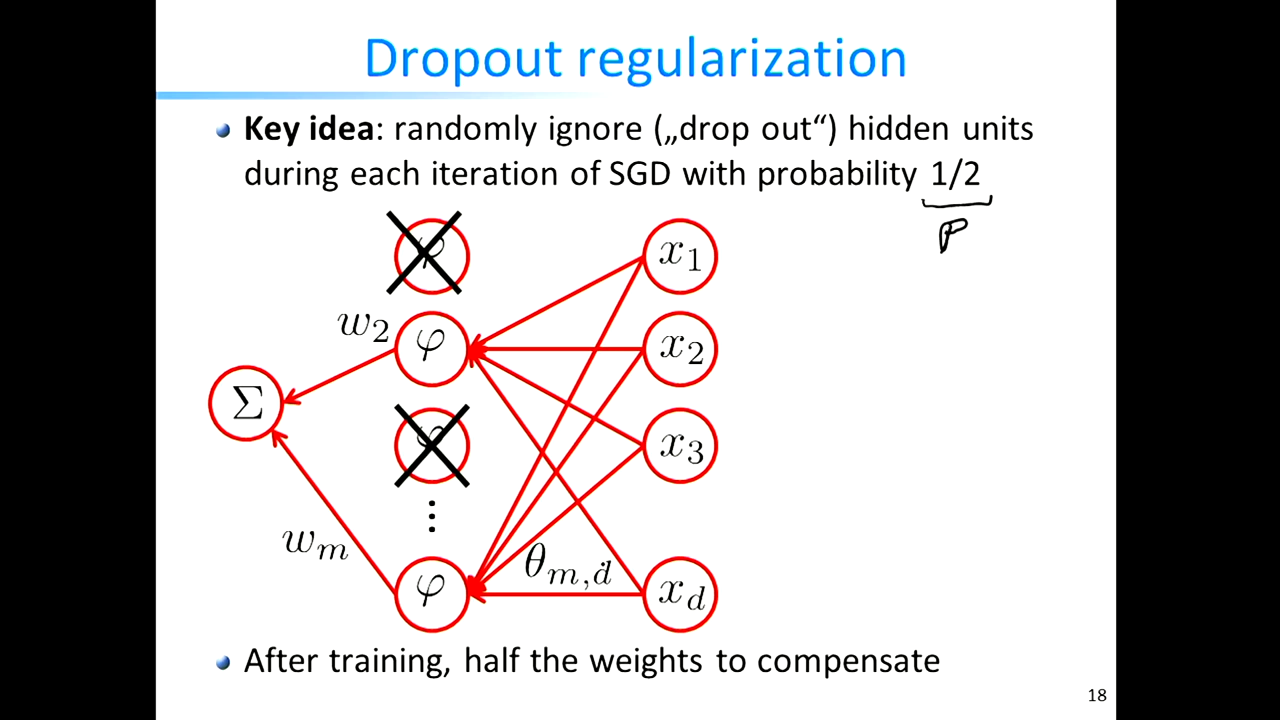 Dropout regularization
Key idea: randomly ignore („drop out“) hidden units
during each iteration of SGD with probability 1/2
P
φ
x₁
w₂
φ
x₂
Σ
φ
x₃
⋮
wₘ
θₘ,d
φ
x_d
After training, half the weights to compensate
18